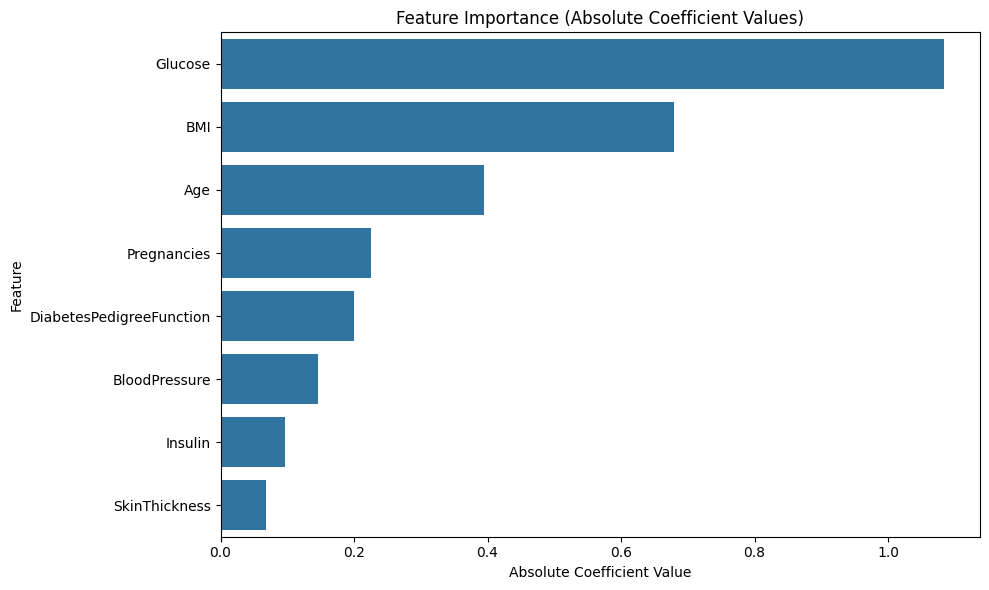 Feature Importance (Absolute Coefficient Values)
Feature
Glucose
BMI
Age
Pregnancies
DiabetesPedigreeFunction
BloodPressure
Insulin
SkinThickness
0.0 0.2 0.4 0.6 0.8 1.0
Absolute Coefficient Value